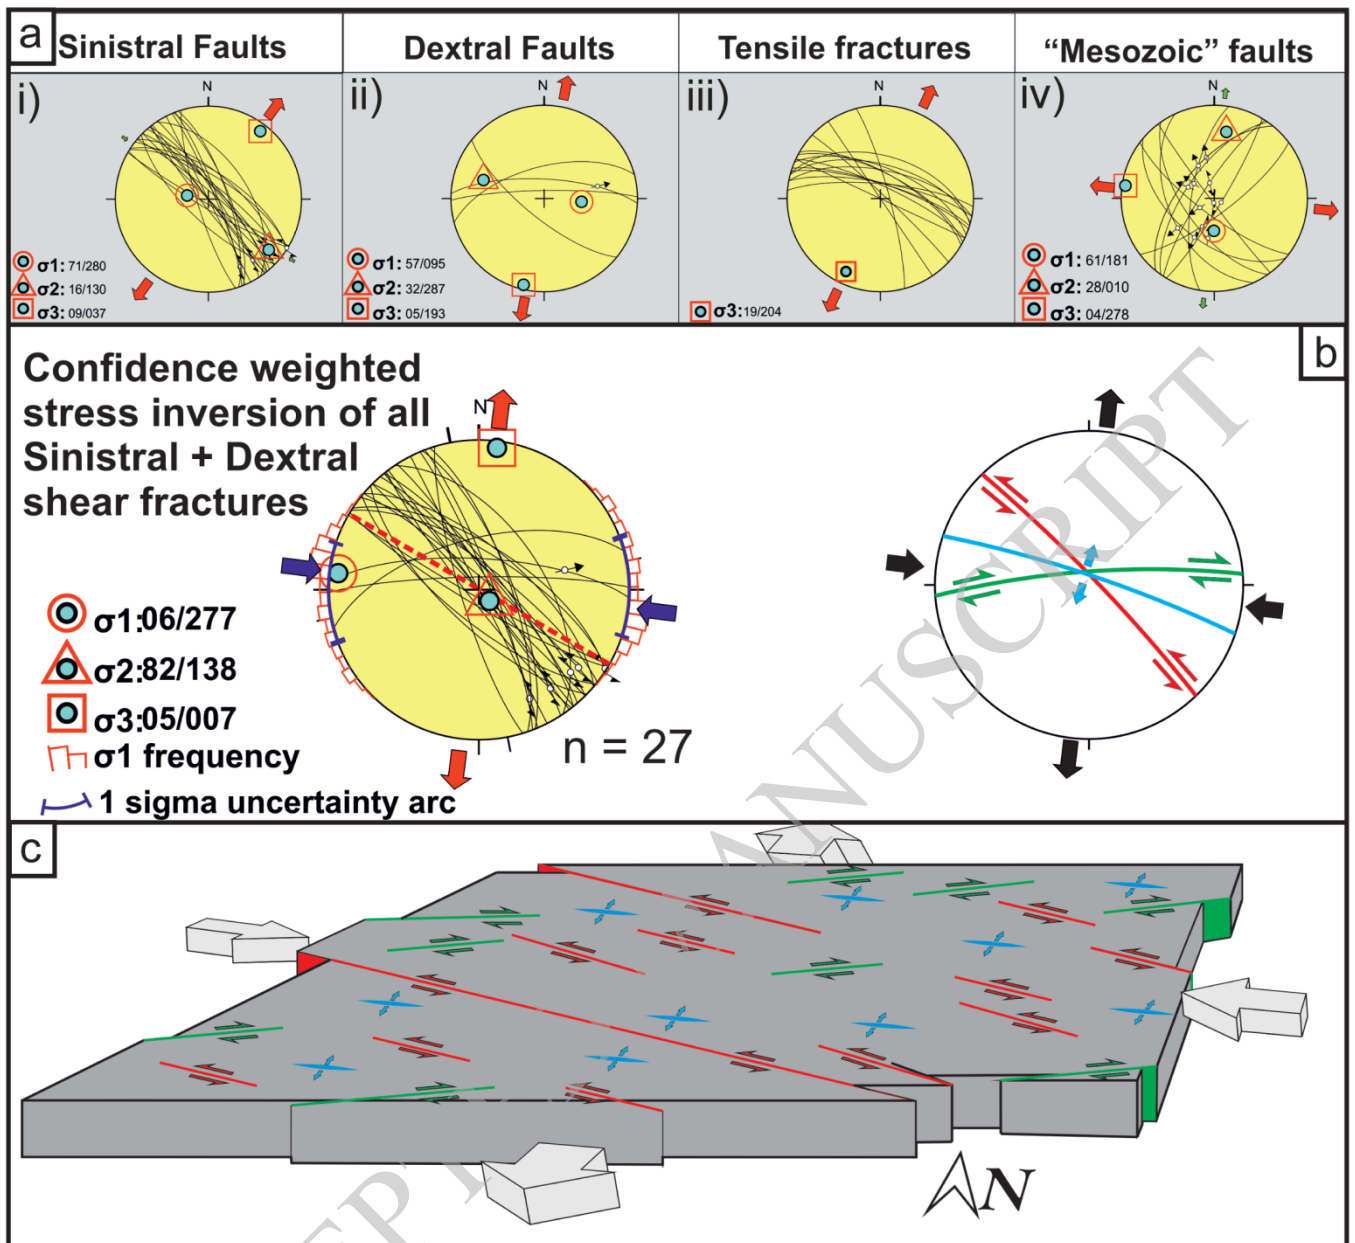 a
Sinistral Faults
Dextral Faults
Tensile fractures
“Mesozoic” faults
i)
N
σ1: 71/280
σ2: 16/130
σ3: 09/037
ii)
N
σ1: 57/095
σ2: 32/287
σ3: 05/193
iii)
N
σ3: 19/204
iv)
N
σ1: 61/181
σ2: 28/010
σ3: 04/278
b
Confidence weighted
stress inversion of all
Sinistral + Dextral
shear fractures
N
σ1:06/277
σ2:82/138
σ3:05/007
σ1 frequency
1 sigma uncertainty arc
n = 27
c
N
EPT
ANUSCRIPT